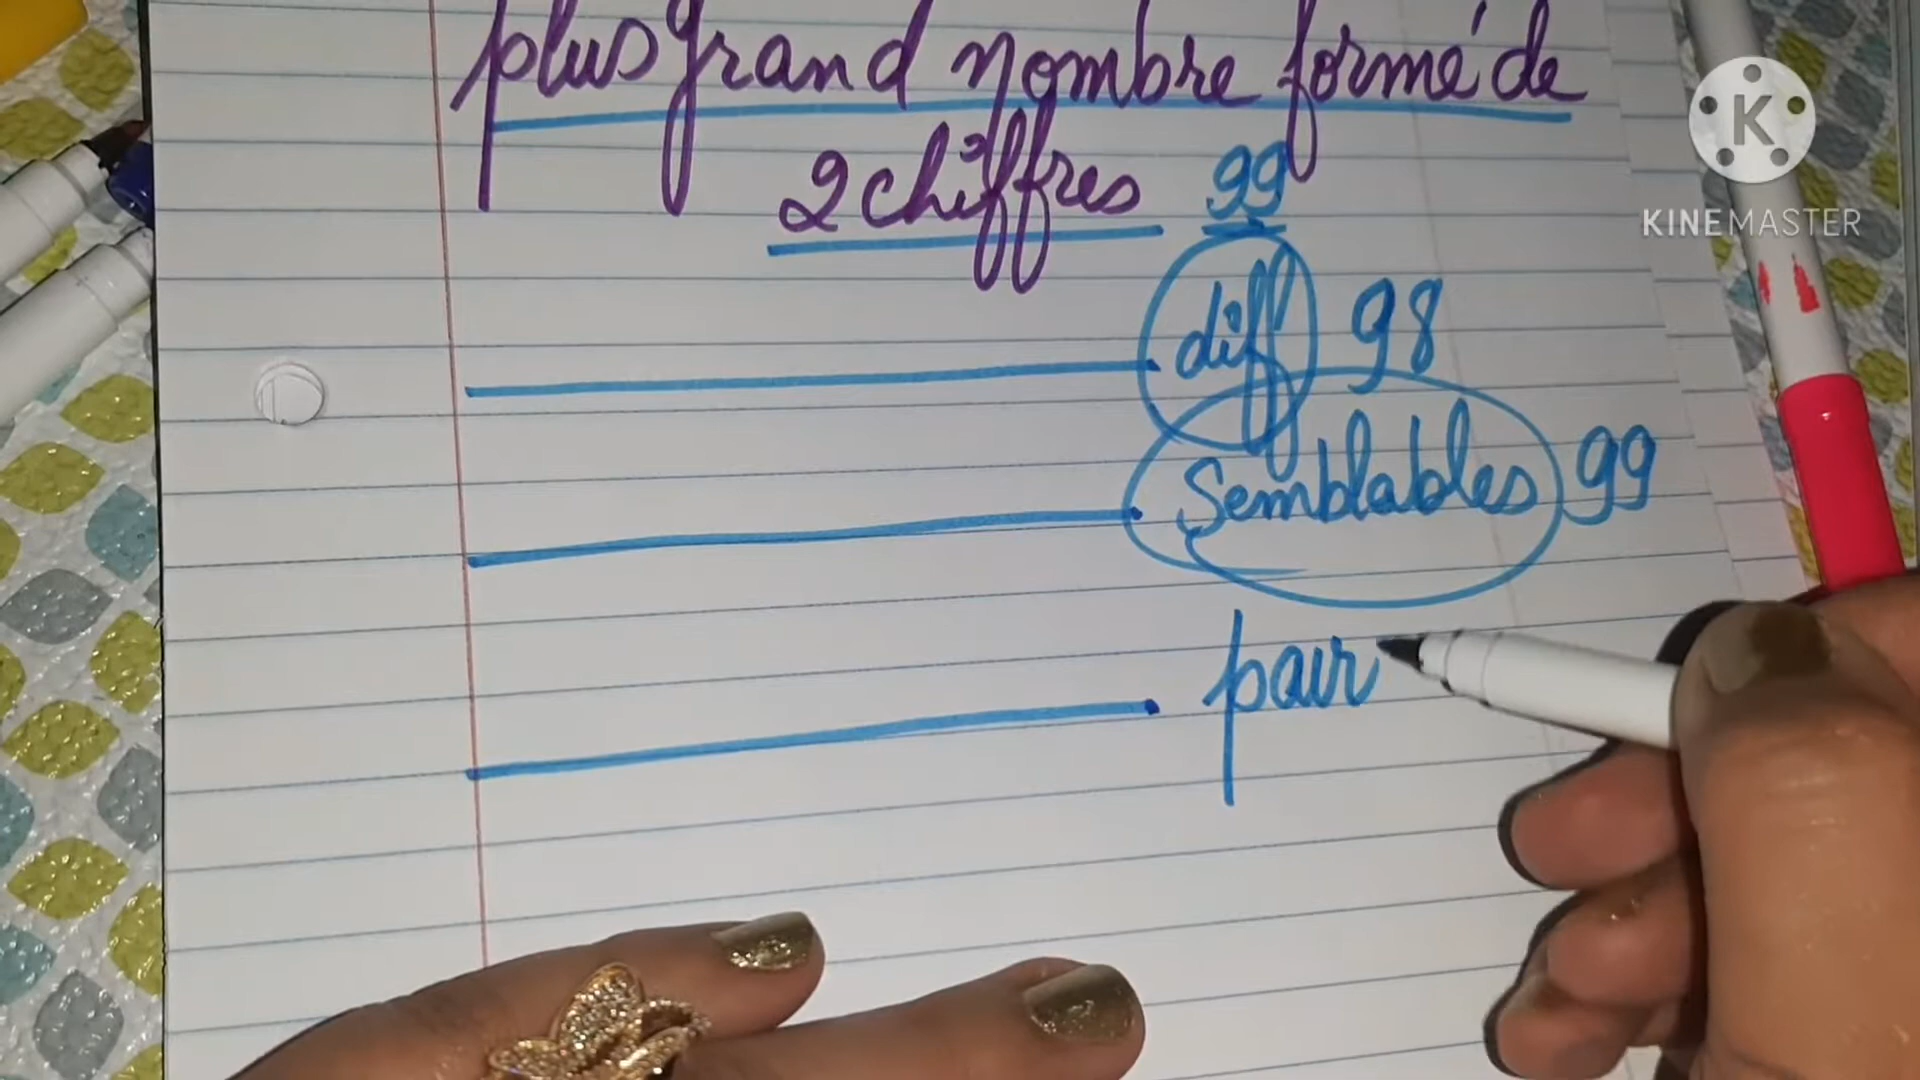 plus grand nombre formé de
2 chiffres 99
diff 98
Semblables 99
pair
K
KINEMASTER